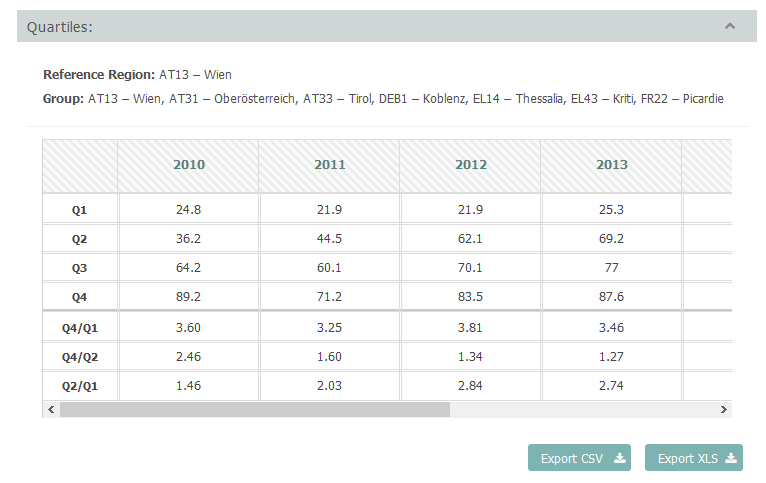 Quartiles:
Reference Region: AT13 – Wien
Group: AT13 – Wien, AT31 – Oberösterreich, AT33 – Tirol, DEB1 – Koblenz, EL14 – Thessalia, EL43 – Kriti, FR22 – Picardie
2010 2011 2012 2013
Q1 24.8 21.9 21.9 25.3
Q2 36.2 44.5 62.1 69.2
Q3 64.2 60.1 70.1 77
Q4 89.2 71.2 83.5 87.6
Q4/Q1 3.60 3.25 3.81 3.46
Q4/Q2 2.46 1.60 1.34 1.27
Q2/Q1 1.46 2.03 2.84 2.74
Export CSV Export XLS